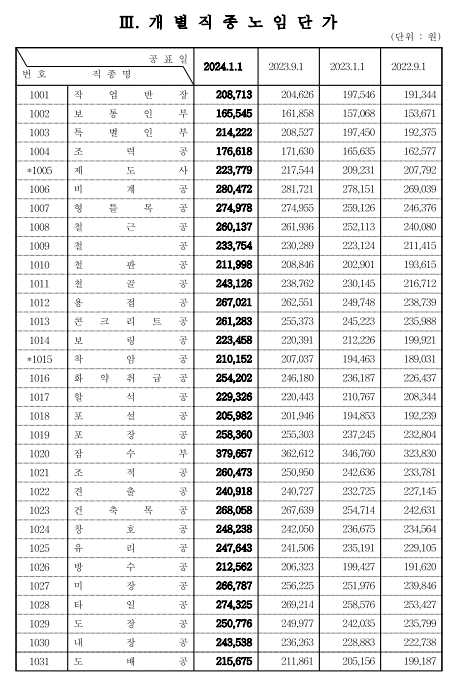 Ⅲ. 개 별 직 종 노 임 단 가
(단위 : 원)
공 표 일
번 호 직 종 명 2024.1.1 2023.9.1 2023.1.1 2022.9.1
1001 작 업 반 장 208,713 204,626 197,546 191,344
1002 보 통 인 부 165,545 161,858 157,068 153,671
1003 특 별 인 부 214,222 208,527 197,450 192,375
1004 조 력 공 176,618 171,630 165,635 162,577
*1005 제 도 사 223,779 217,544 209,231 207,792
1006 비 계 공 280,472 281,721 278,151 269,039
1007 형 틀 목 공 274,978 274,955 259,126 246,376
1008 철 근 공 260,137 261,936 252,113 240,080
1009 철 공 233,754 230,289 223,124 211,415
1010 철 판 공 211,998 208,846 202,901 193,615
1011 철 골 공 243,126 238,762 230,145 216,712
1012 용 접 공 267,021 262,551 249,748 238,739
1013 콘 크 리 트 공 261,283 255,373 245,223 235,988
1014 보 링 공 223,458 220,391 212,226 199,921
*1015 착 암 공 210,152 207,037 194,463 189,031
1016 화 약 취 급 공 254,202 246,180 236,187 226,437
1017 할 석 공 229,326 220,443 210,767 208,344
1018 포 설 공 205,982 201,946 194,853 192,239
1019 포 장 공 258,360 255,303 237,245 232,804
1020 잠 수 부 379,657 362,612 346,760 323,830
1021 조 적 공 260,473 250,950 242,636 233,781
1022 견 출 공 240,918 240,727 232,725 227,145
1023 건 축 목 공 268,058 267,639 254,714 242,631
1024 창 호 공 248,238 242,050 236,675 234,564
1025 유 리 공 247,643 241,506 235,191 229,105
1026 방 수 공 212,562 206,323 199,427 191,620
1027 미 장 공 266,787 256,225 251,976 239,846
1028 타 일 공 274,325 269,214 258,576 253,427
1029 도 장 공 250,776 249,977 242,035 235,799
1030 내 장 공 243,538 236,263 228,883 222,738
1031 도 배 공 215,675 211,861 205,156 199,187